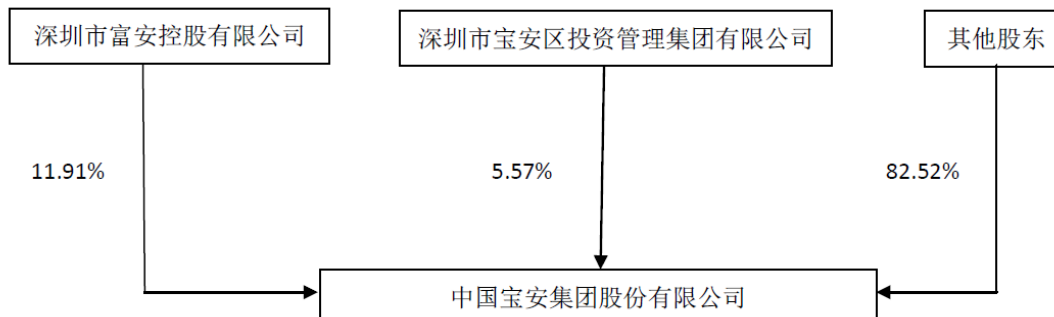 深圳市富安控股有限公司
深圳市宝安区投资管理集团有限公司
其他股东
11.91%
5.57%
82.52%
中国宝安集团股份有限公司